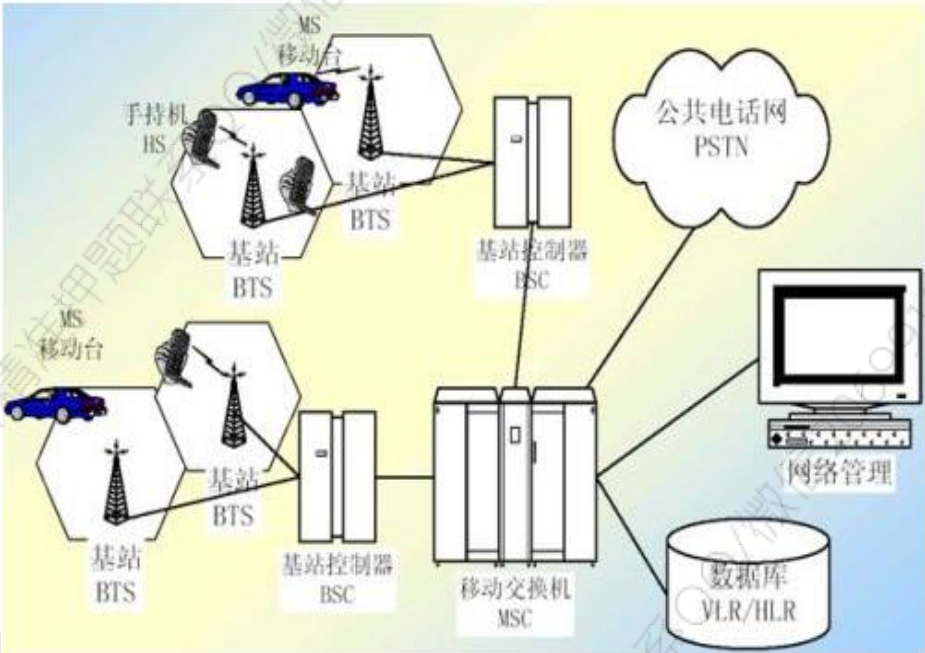 MS
移动台
手持机
HS
公共电话网
PSTN
基站
BTS
基站
BTS
基站控制器
BSC
MS
移动台
基站
BTS
基站
BTS
基站控制器
BSC
移动交换机
MSC
网络管理
数据库
VLR/HLR